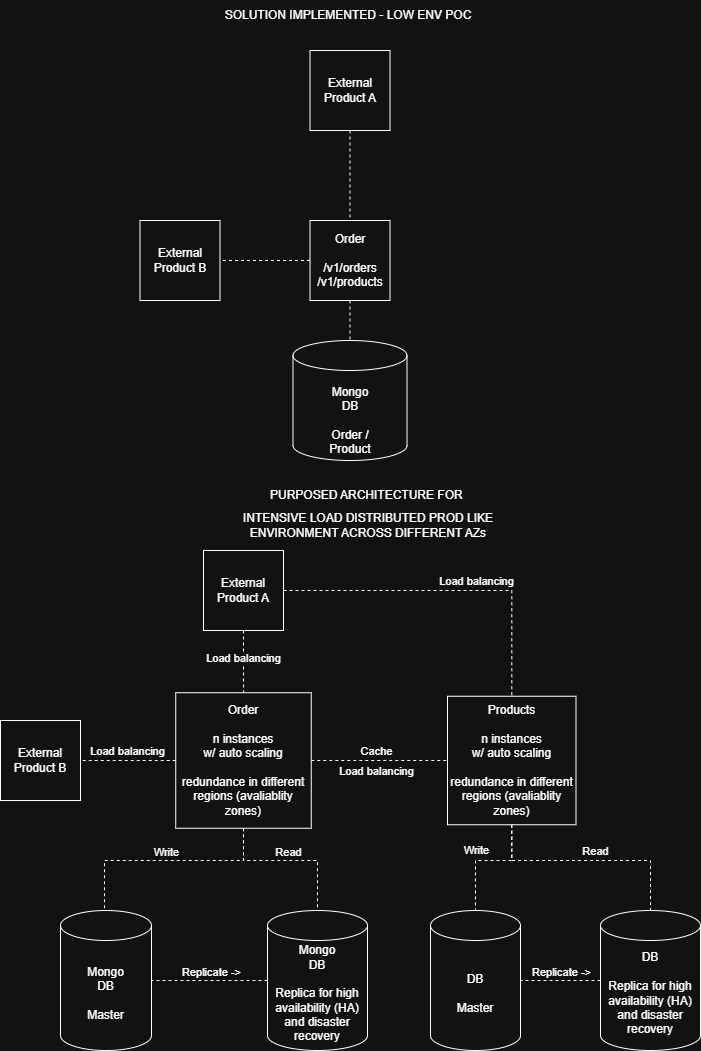 SOLUTION IMPLEMENTED - LOW ENV POC
External
Product A
External
Product B
Order
/v1/orders
/v1/products
Mongo
DB
Order /
Product
PURPOSED ARCHITECTURE FOR
INTENSIVE LOAD DISTRIBUTED PROD LIKE
ENVIRONMENT ACROSS DIFFERENT AZs
External
Product A
Load balancing
Load balancing
External
Product B
Load balancing
Order
n instances
w/ auto scaling
redundance in different
regions (avaliablity
zones)
Cache
Load balancing
Products
n instances
w/ auto scaling
redundance in different
regions (avaliablity
zones)
Write
Read
Write
Read
Mongo
DB
Master
Replicate ->
Mongo
DB
Replica for high
availability (HA)
and disaster
recovery
DB
Master
Replicate ->
DB
Replica for high
availability (HA)
and disaster
recovery